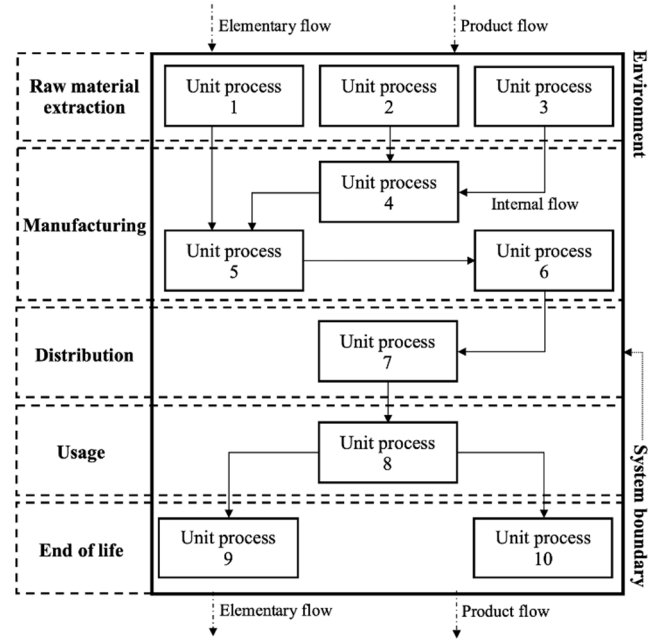 Elementary flow
Product flow
Environment
Raw material
extraction
Unit process
1
Unit process
2
Unit process
3
Manufacturing
Unit process
4
Internal flow
Unit process
5
Unit process
6
Distribution
Unit process
7
Usage
Unit process
8
System boundary
End of life
Unit process
9
Unit process
10
Elementary flow
Product flow